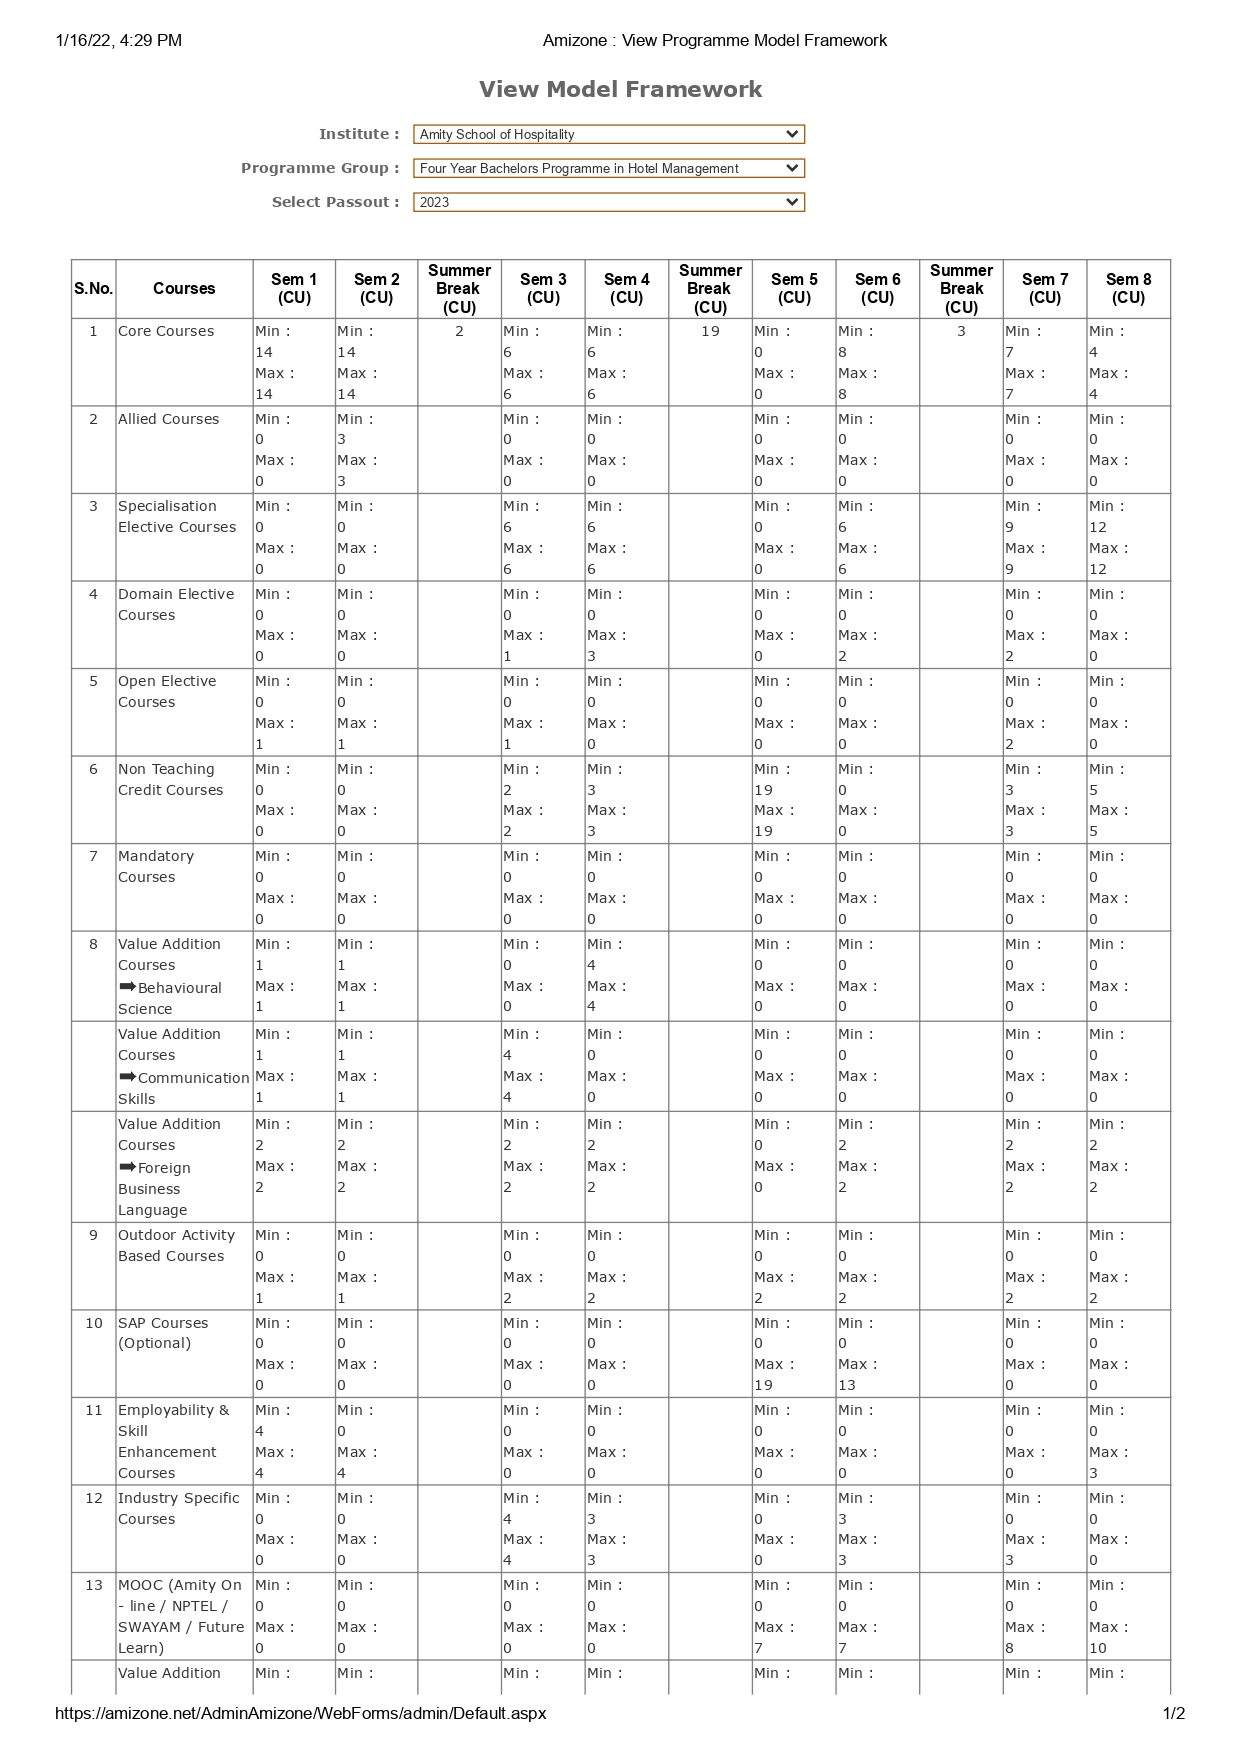 1/16/22, 4:29 PM Amizone : View Programme Model Framework
View Model Framework
Institute : Amity School of Hospitality
Programme Group : Four Year Bachelors Programme in Hotel Management
Select Passout : 2023
S.No. Courses Sem 1 (CU) Sem 2 (CU) Summer Break (CU) Sem 3 (CU) Sem 4 (CU) Summer Break (CU) Sem 5 (CU) Sem 6 (CU) Summer Break (CU) Sem 7 (CU) Sem 8 (CU)
1 Core Courses Min : Min : 2 Min : Min : 19 Min : Min : 3 Min : Min :
14 14 6 6 0 8 7 4
Max : Max : Max : Max : Max : Max : Max : Max :
14 14 6 6 0 8 7 4
2 Allied Courses Min : Min : Min : Min : Min : Min : Min : Min :
0 3 0 0 0 0 0 0
Max : Max : Max : Max : Max : Max : Max : Max :
0 3 0 0 0 0 0 0
3 Specialisation Min : Min : Min : Min : Min : Min : Min : Min :
Elective Courses 0 0 6 6 0 6 9 12
Max : Max : Max : Max : Max : Max : Max : Max :
0 0 6 6 0 6 9 12
4 Domain Elective Min : Min : Min : Min : Min : Min : Min : Min :
Courses 0 0 0 0 0 0 0 0
Max : Max : Max : Max : Max : Max : Max : Max :
0 0 1 3 0 2 2 0
5 Open Elective Min : Min : Min : Min : Min : Min : Min : Min :
Courses 0 0 0 0 0 0 0 0
Max : Max : Max : Max : Max : Max : Max : Max :
1 1 1 0 0 0 2 0
6 Non Teaching Min : Min : Min : Min : Min : Min : Min : Min :
Credit Courses 0 0 2 3 19 0 3 5
Max : Max : Max : Max : Max : Max : Max : Max :
0 0 2 3 19 0 3 5
7 Mandatory Min : Min : Min : Min : Min : Min : Min : Min :
Courses 0 0 0 0 0 0 0 0
Max : Max : Max : Max : Max : Max : Max : Max :
0 0 0 0 0 0 0 0
8 Value Addition Min : Min : Min : Min : Min : Min : Min : Min :
Courses 1 1 0 4 0 0 0 0
➡Behavioural Max : Max : Max : Max : Max : Max : Max : Max :
Science 1 1 0 4 0 0 0 0
Value Addition Min : Min : Min : Min : Min : Min : Min : Min :
Courses 1 1 4 0 0 0 0 0
➡Communication Max : Max : Max : Max : Max : Max : Max : Max :
Skills 1 1 4 0 0 0 0 0
Value Addition Min : Min : Min : Min : Min : Min : Min : Min :
Courses 2 2 2 2 0 2 2 2
➡Foreign Max : Max : Max : Max : Max : Max : Max : Max :
Business 2 2 2 2 0 2 2 2
Language
9 Outdoor Activity Min : Min : Min : Min : Min : Min : Min : Min :
Based Courses 0 0 0 0 0 0 0 0
Max : Max : Max : Max : Max : Max : Max : Max :
1 1 2 2 2 2 2 2
10 SAP Courses Min : Min : Min : Min : Min : Min : Min : Min :
(Optional) 0 0 0 0 0 0 0 0
Max : Max : Max : Max : Max : Max : Max : Max :
0 0 0 0 19 13 0 0
11 Employability & Min : Min : Min : Min : Min : Min : Min : Min :
Skill 4 0 0 0 0 0 0 0
Enhancement Max : Max : Max : Max : Max : Max : Max : Max :
Courses 4 4 0 0 0 0 0 3
12 Industry Specific Min : Min : Min : Min : Min : Min : Min : Min :
Courses 0 0 4 3 0 3 0 0
Max : Max : Max : Max : Max : Max : Max : Max :
0 0 4 3 0 3 3 0
13 MOOC (Amity On Min : Min : Min : Min : Min : Min : Min : Min :
- line / NPTEL / 0 0 0 0 0 0 0 0
SWAYAM / Future Max : Max : Max : Max : Max : Max : Max : Max :
Learn) 0 0 0 0 7 7 8 10
Value Addition Min : Min : Min : Min : Min : Min : Min : Min :
https://amizone.net/AdminAmizone/WebForms/admin/Default.aspx 1/2